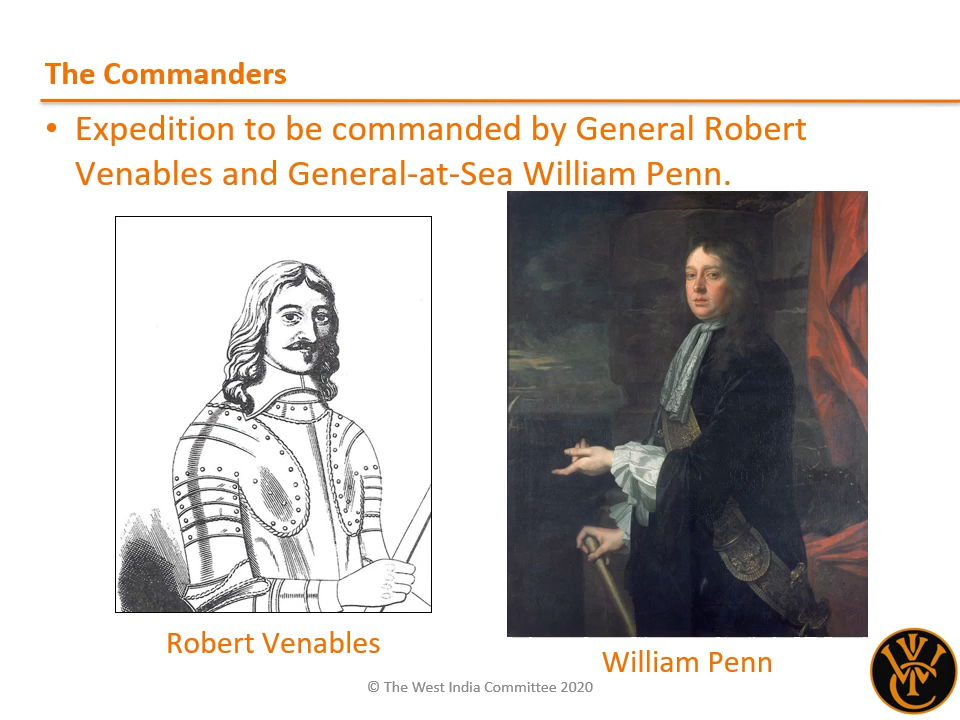 The Commanders
• Expedition to be commanded by General Robert
Venables and General-at-Sea William Penn.
Robert Venables
William Penn
© The West India Committee 2020
WIC